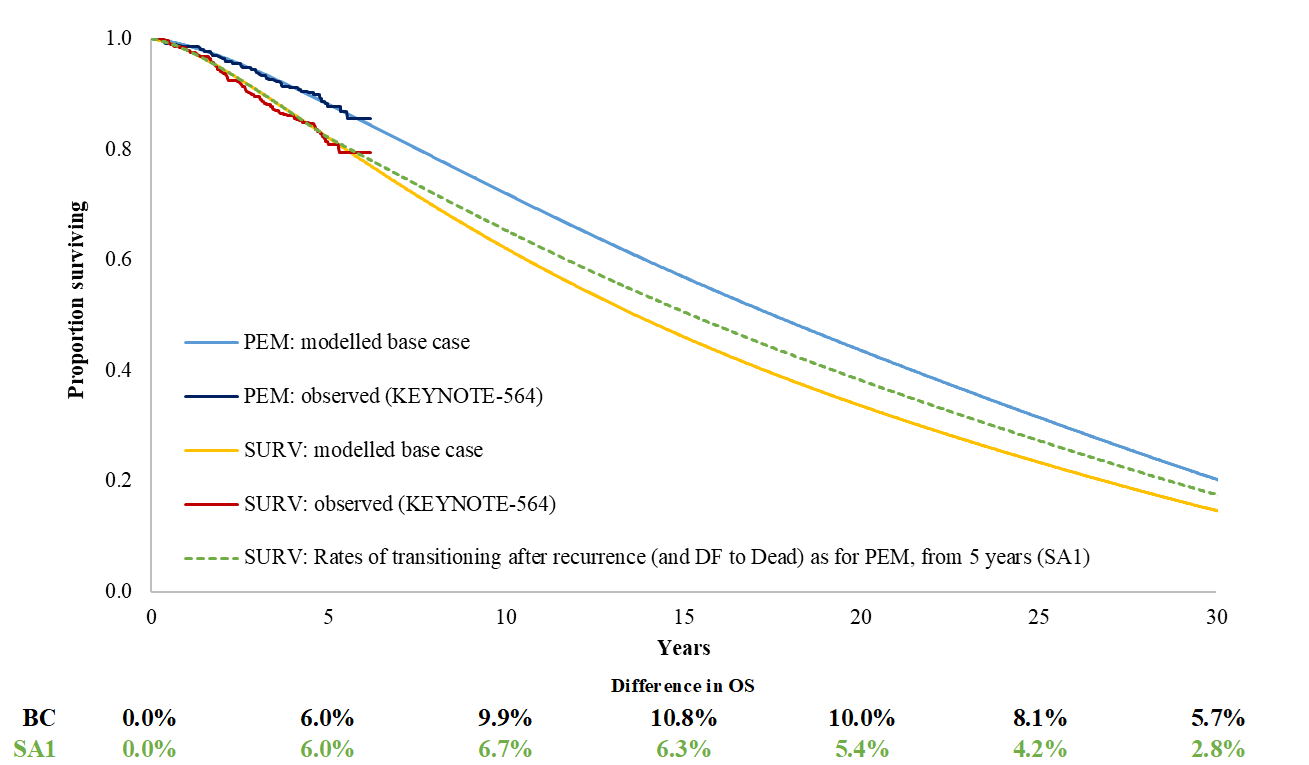 1.0
0.8
0.6
0.4
0.2
0.0
Proportion surviving
PEM: modelled base case
PEM: observed (KEYNOTE-564)
SURV: modelled base case
SURV: observed (KEYNOTE-564)
SURV: Rates of transitioning after recurrence (and DF to Dead) as for PEM, from 5 years (SA1)
0 5 10 15 20 25 30
Years
Difference in OS
BC 0.0% 6.0% 9.9% 10.8% 10.0% 8.1% 5.7%
SA1 0.0% 6.0% 6.7% 6.3% 5.4% 4.2% 2.8%